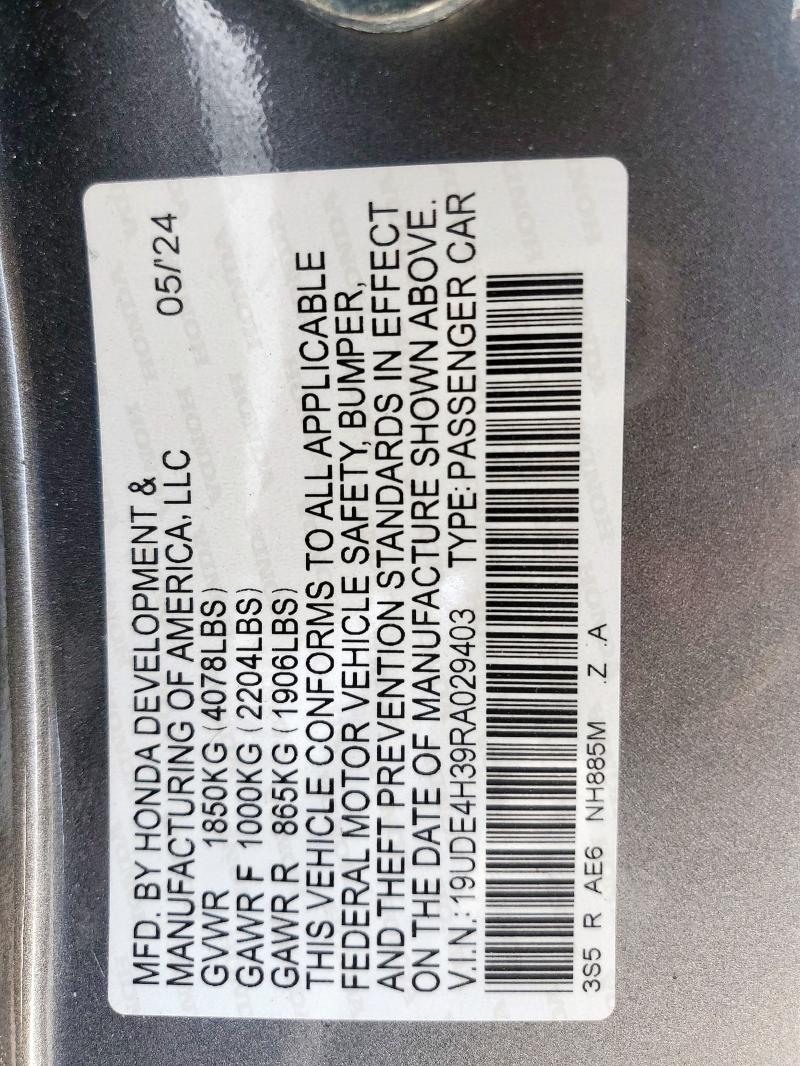 MFD. BY HONDA DEVELOPMENT &
MANUFACTURING OF AMERICA, LLC 05/'24
GVWR 1850KG (4078LBS)
GAWR F 1000KG (2204LBS)
GAWR R 865KG (1906LBS)
THIS VEHICLE CONFORMS TO ALL APPLICABLE
FEDERAL MOTOR VEHICLE SAFETY, BUMPER,
AND THEFT PREVENTION STANDARDS IN EFFECT
ON THE DATE OF MANUFACTURE SHOWN ABOVE.
V.I.N.: 19UDE4H39RA029403 TYPE: PASSENGER CAR
3S5 R AE6 NH885M .Z .A